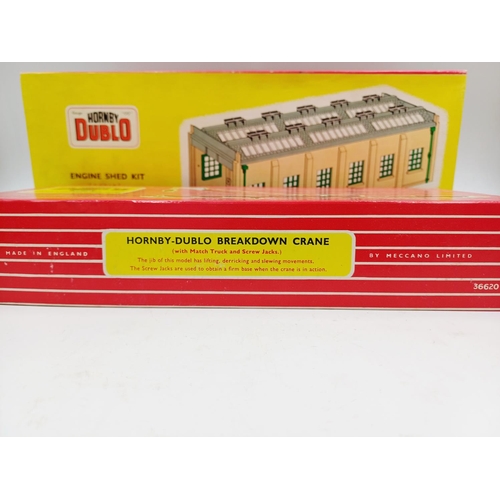 HORNBY
DUBLO
ENGINE SHED KIT
HORNBY-DUBLO BREAKDOWN CRANE
(with Match Truck and Screw Jacks.)
MADE IN ENGLAND
The jib of this model has lifting, derricking and slewing movements.
BY MECCANO LIMITED
The Screw Jacks are used to obtain a firm base when the crane is in action.
36620